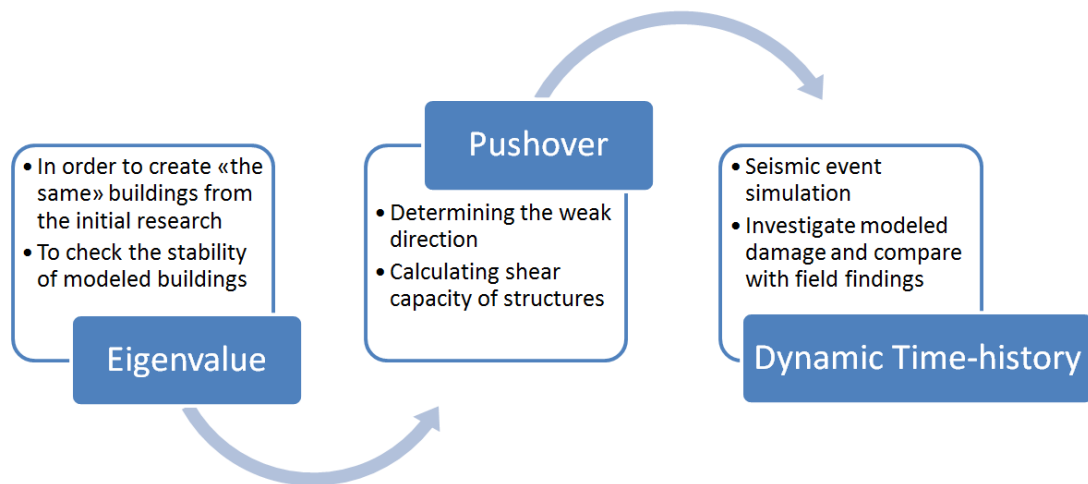 • In order to create «the
same» buildings from
the initial research
• To check the stability
of modeled buildings
Eigenvalue
Pushover
• Determining the weak
direction
• Calculating shear
capacity of structures
• Seismic event
simulation
• Investigate modeled
damage and compare
with field findings
Dynamic Time-history